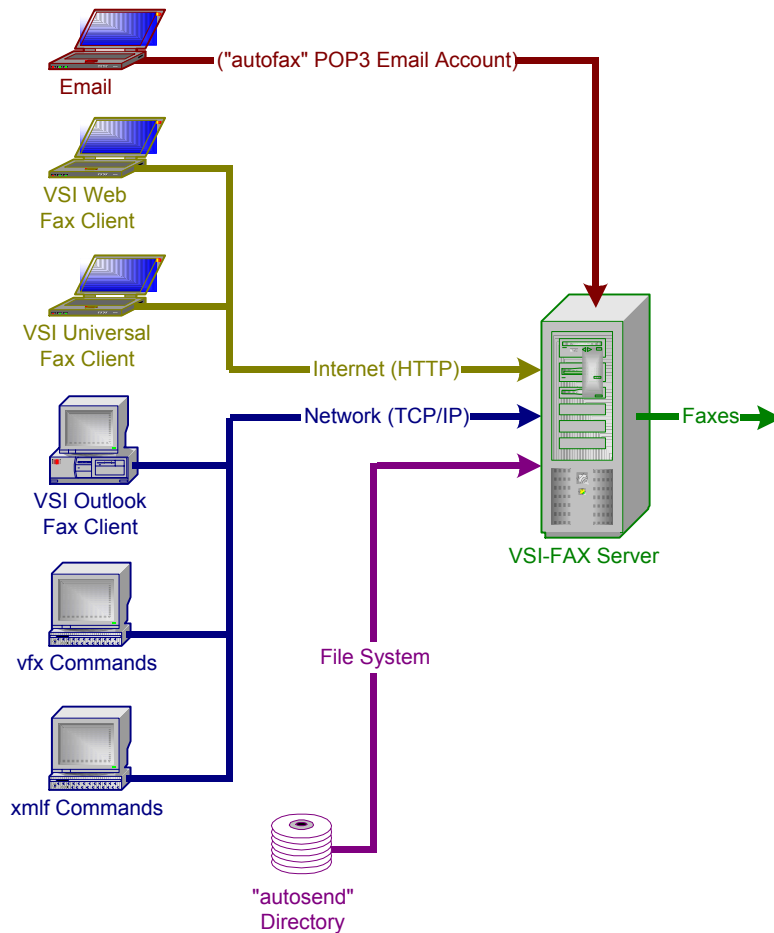 ("autofax" POP3 Email Account)
Email
VSI Web
Fax Client
VSI Universal
Fax Client
Internet (HTTP)
Network (TCP/IP)
Faxes
VSI Outlook
Fax Client
VSI-FAX Server
vfx Commands
File System
xmlf Commands
"autosend"
Directory